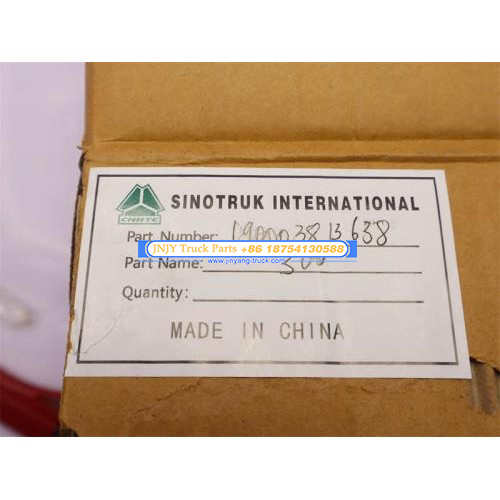 CNHTC
SINOTRUK INTERNATIONAL
Part Number:
INJY Truck Parts +86 18754130588
Part Name:
www.jinyang-truck.com
Quantity:
MADE IN CHINA